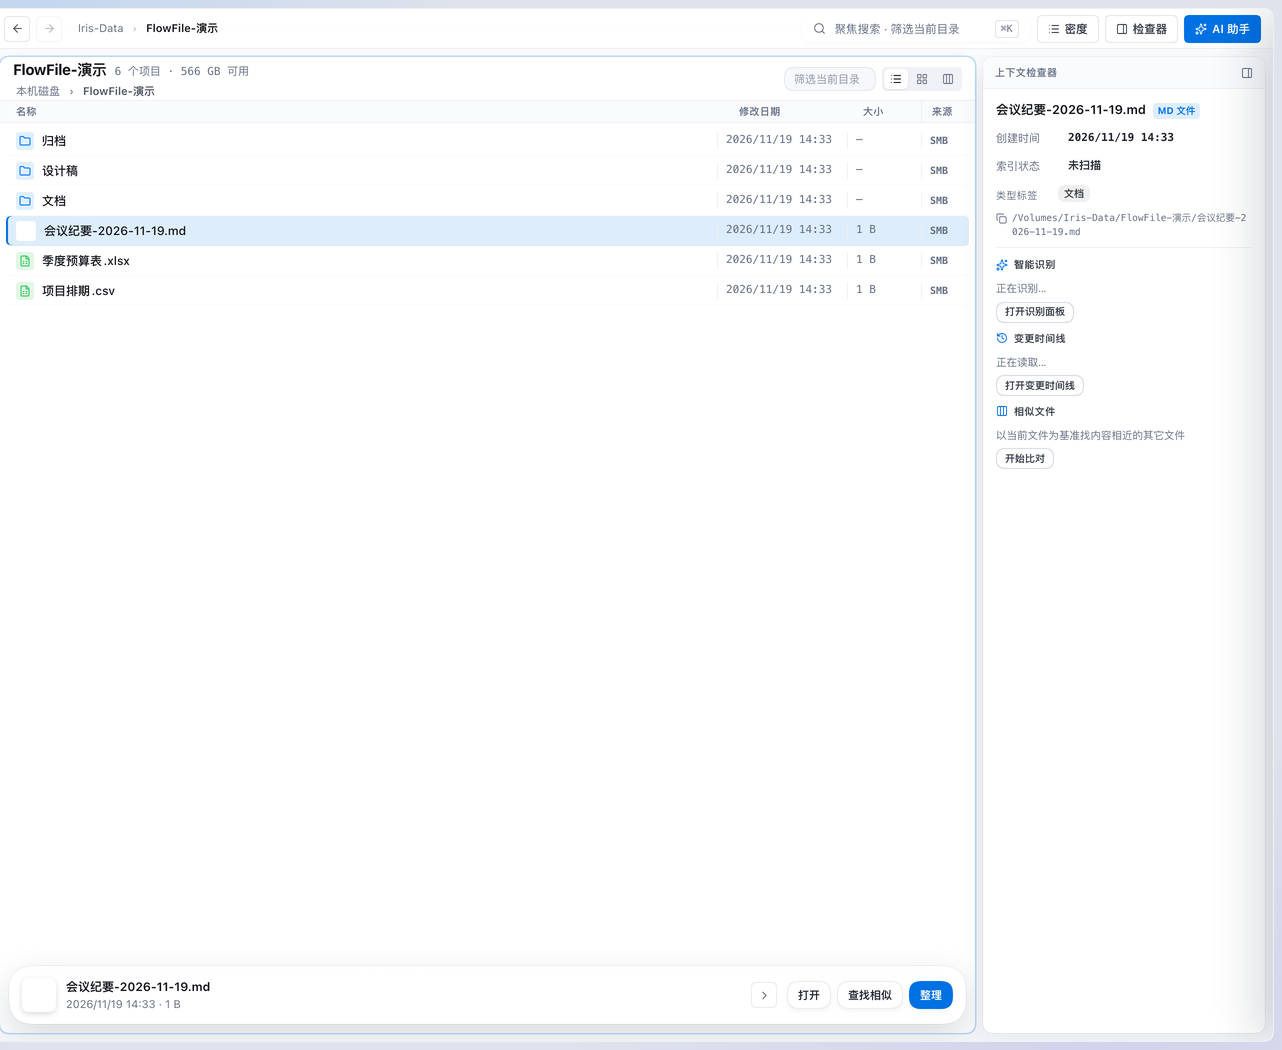 Iris-Data › FlowFile-演示
聚焦搜索 · 筛选当前目录 ⌘K
密度
检查器
AI 助手
FlowFile-演示 6 个项目 · 566 GB 可用
本机磁盘 › FlowFile-演示
筛选当前目录
名称 修改日期 大小 来源
归档 2026/11/19 14:33 — SMB
设计稿 2026/11/19 14:33 — SMB
文档 2026/11/19 14:33 — SMB
会议纪要-2026-11-19.md 2026/11/19 14:33 1 B SMB
季度预算表.xlsx 2026/11/19 14:33 1 B SMB
项目排期.csv 2026/11/19 14:33 1 B SMB
会议纪要-2026-11-19.md
2026/11/19 14:33 · 1 B
打开
查找相似
整理
上下文检查器
会议纪要-2026-11-19.md MD 文件
创建时间 2026/11/19 14:33
索引状态 未扫描
类型标签 文档
/Volumes/Iris-Data/FlowFile-演示/会议纪要-2
026-11-19.md
智能识别
正在识别...
打开识别面板
变更时间线
正在读取...
打开变更时间线
相似文件
以当前文件为基准找内容相近的其它文件
开始比对